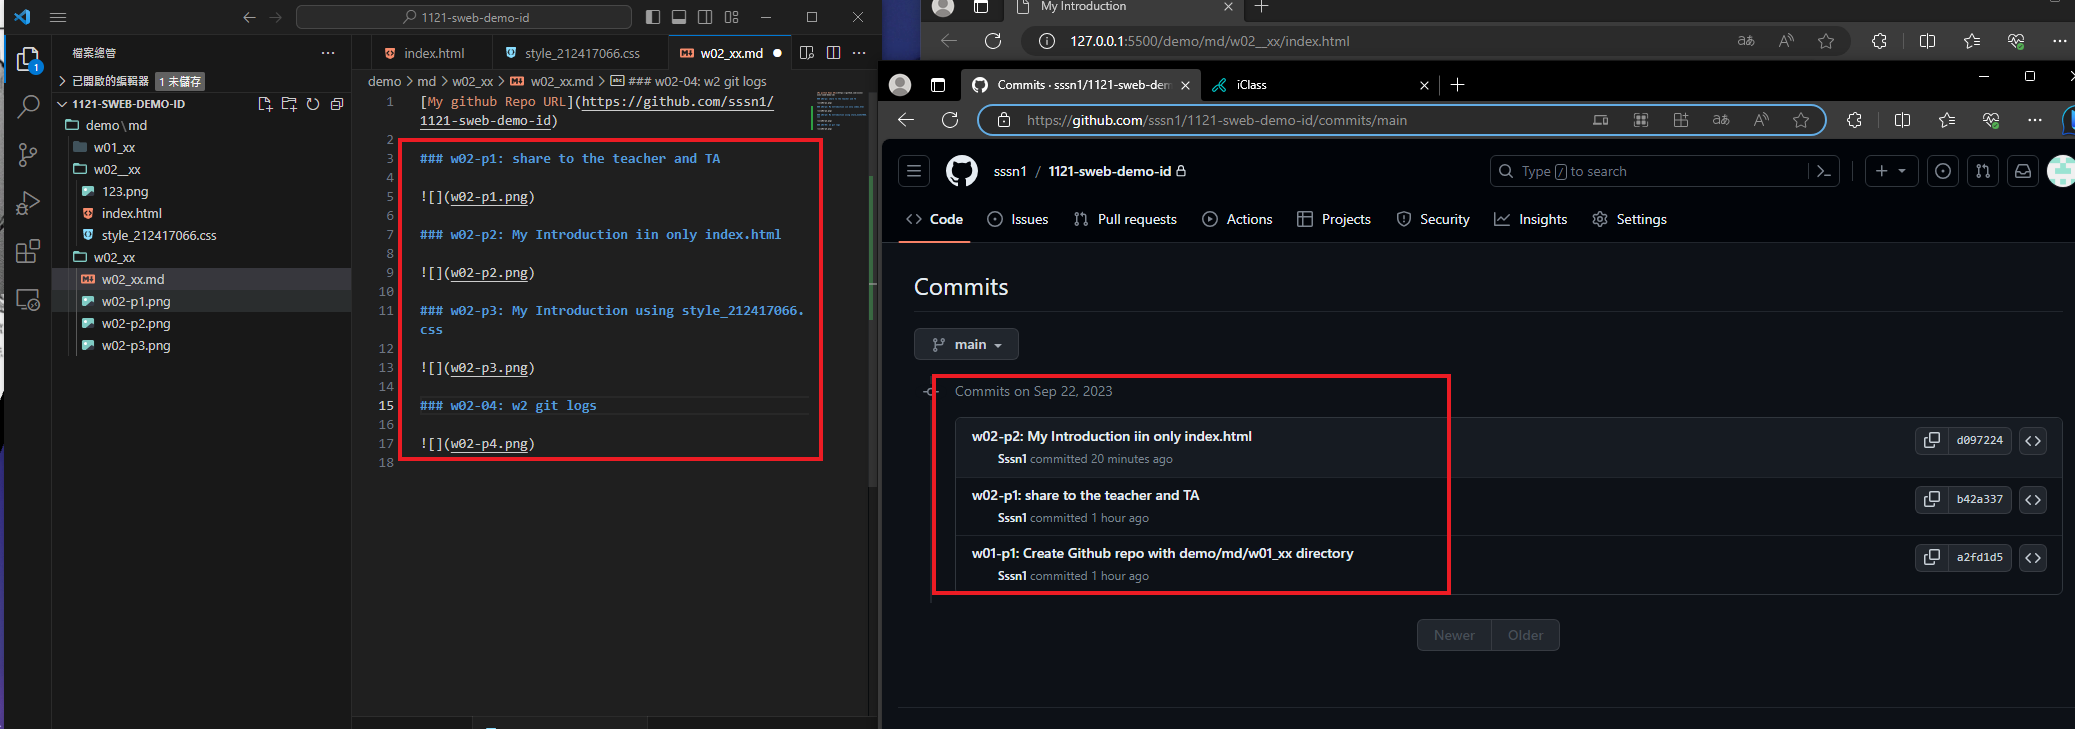 1121-sweb-demo-id
檔案總管
已開啟的編輯器 1 未儲存
1121-SWEB-DEMO-ID
demo\md
w01_xx
w02__xx
123.png
index.html
style_212417066.css
w02_xx
w02_xx.md
w02-p1.png
w02-p2.png
w02-p3.png
1
index.html
style_212417066.css
w02_xx.md
demo > md > w02_xx > w02_xx.md > ### w02-04: w2 git logs
1 [My github Repo URL](https://github.com/sssn1/
1121-sweb-demo-id)
2
3 ### w02-p1: share to the teacher and TA
4
5 ![](w02-p1.png)
6
7 ### w02-p2: My Introduction iin only index.html
8
9 ![](w02-p2.png)
10
11 ### w02-p3: My Introduction using style_212417066.
css
12
13 ![](w02-p3.png)
14
15 ### w02-04: w2 git logs
16
17 ![](w02-p4.png)
18
My Introduction
127.0.0.1:5500/demo/md/w02__xx/index.html
Commits · sssn1/1121-sweb-dem
iClass
https://github.com/sssn1/1121-sweb-demo-id/commits/main
sssn1 / 1121-sweb-demo-id
Type / to search
Code
Issues
Pull requests
Actions
Projects
Security
Insights
Settings
Commits
main
Commits on Sep 22, 2023
w02-p2: My Introduction iin only index.html
Sssn1 committed 20 minutes ago
d097224
w02-p1: share to the teacher and TA
Sssn1 committed 1 hour ago
b42a337
w01-p1: Create Github repo with demo/md/w01_xx directory
Sssn1 committed 1 hour ago
a2fd1d5
Newer
Older